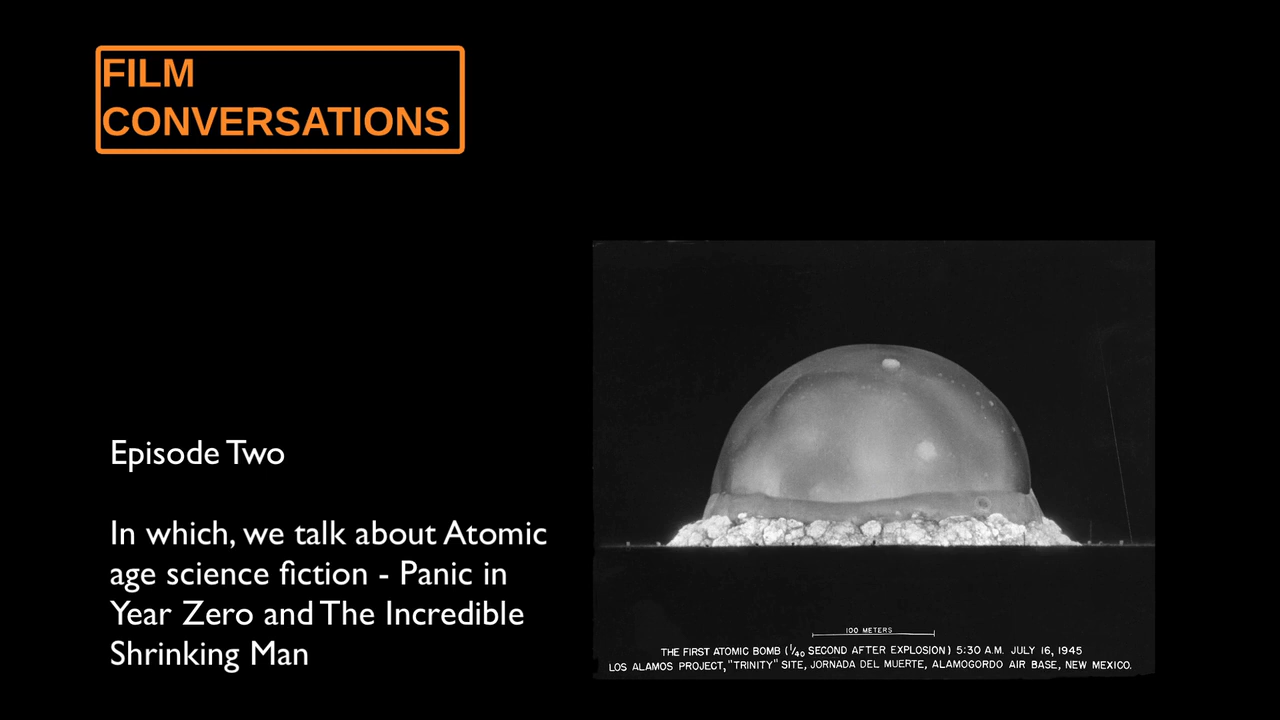 FILM
CONVERSATIONS
Episode Two
In which, we talk about Atomic
age science fiction - Panic in
Year Zero and The Incredible
Shrinking Man
100 METERS
THE FIRST ATOMIC BOMB (1/40 SECOND AFTER EXPLOSION) 5:30 A.M. JULY 16, 1945
LOS ALAMOS PROJECT, "TRINITY" SITE, JORNADA DEL MUERTE, ALAMOGORDO AIR BASE, NEW MEXICO.